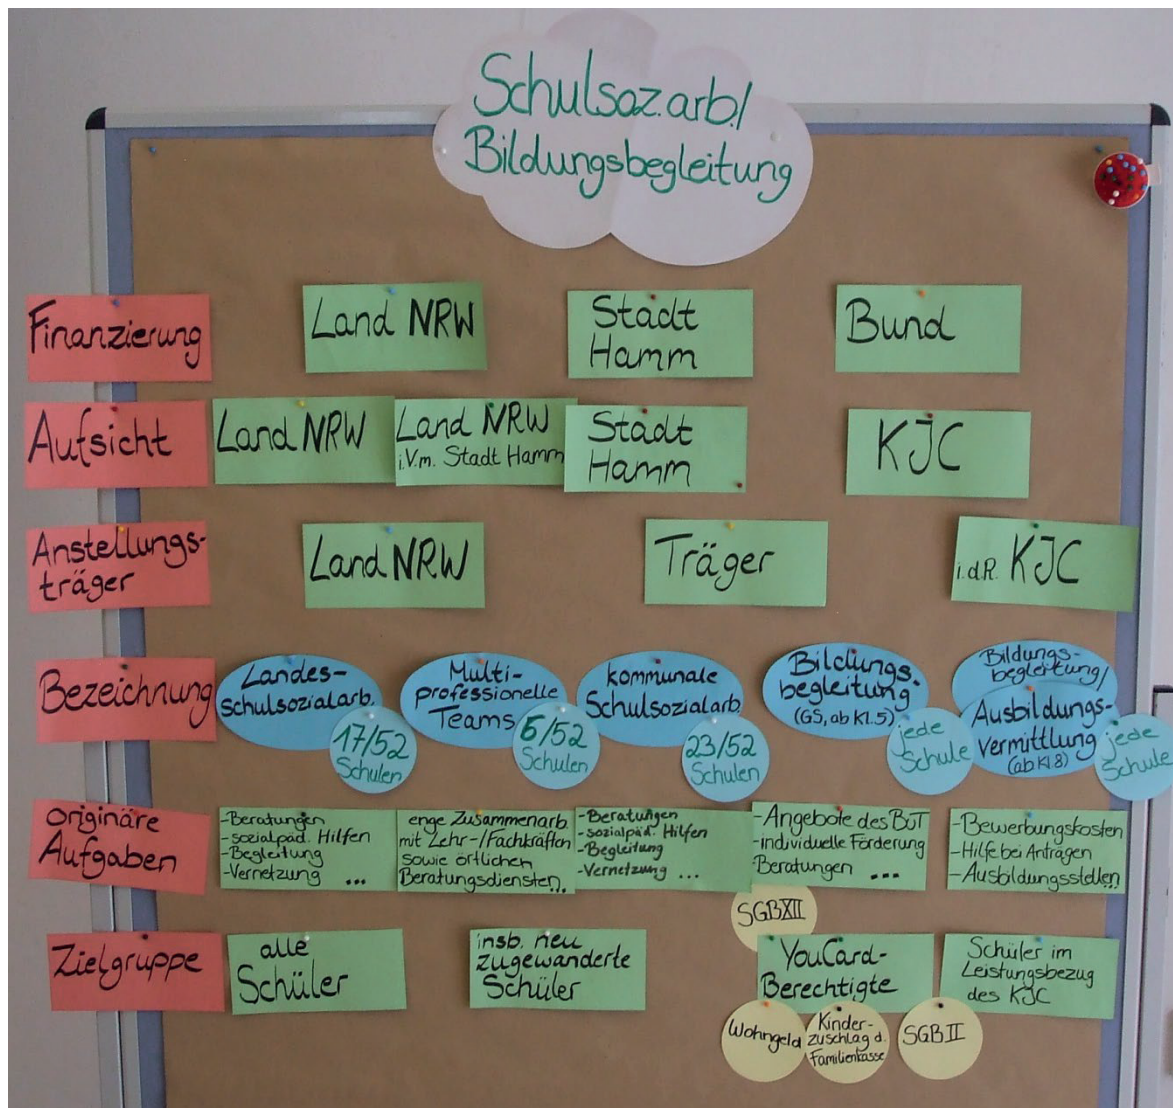 Schulsoz.arb./
Bildungsbegleitung
Finanzierung
Land NRW
Stadt
Hamm
Bund
Aufsicht
Land NRW
Land NRW
i.V.m. Stadt Hamm
Stadt
Hamm
KJC
Anstellungs-
träger
Land NRW
Träger
i.d.R. KJC
Bezeichnung
Landes-
schulsozialarb.
17/52
Schulen
Multi-
professionelle
Teams
6/52
Schulen
kommunale
Schulsozialarb.
23/52
Schulen
Bildungs-
begleitung
(GS, ab Kl.5)
jede
Schule
Bildungs-
begleitung/
Ausbildungs-
vermittlung
(ab Kl 8)
jede
Schule
originäre
Aufgaben
-Beratungen
-sozialpäd. Hilfen
-Begleitung
-Vernetzung ...
enge Zusammenarb.
mit Lehr-/Fachkräften
sowie örtlichen
Beratungsdiensten...
-Beratungen
-sozialpäd. Hilfen
-Begleitung
-Vernetzung ...
-Angebote des BuT
-individuelle Förderung
Beratungen ...
-Bewerbungskosten
-Hilfe bei Anträgen
-Ausbildungsstellen...
Zielgruppe
alle
Schüler
insb. neu
zugewanderte
Schüler
SGB XII
YouCard-
Berechtigte
Wohngeld
Kinder-
zuschlag d.
Familienkasse
SGB II
Schüler im
Leistungsbezug
des KJC